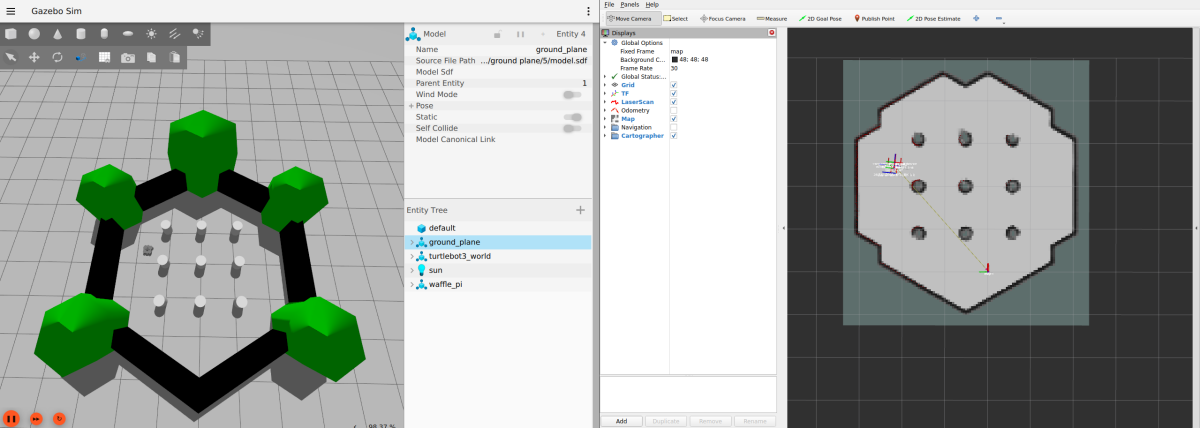 Gazebo Sim
Model
Entity 4
Name
ground_plane
Source File Path
.../ground plane/5/model.sdf
Model Sdf
Parent Entity
1
Wind Mode
Pose
Static
Self Collide
Model Canonical Link
Entity Tree
default
ground_plane
turtlebot3_world
sun
waffle_pi
98.37 %
File Panels Help
Move Camera
Select
Focus Camera
Measure
2D Goal Pose
Publish Point
2D Pose Estimate
Displays
Global Options
Fixed Frame
map
Background C...
48; 48; 48
Frame Rate
30
Global Status:...
Grid
TF
LaserScan
Odometry
Map
Navigation
Cartographer
Add
Duplicate
Remove
Rename